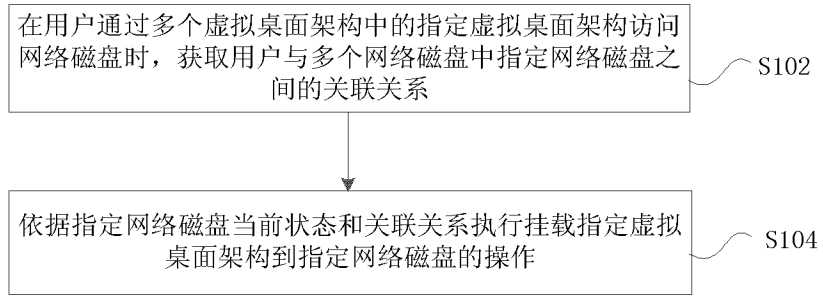 在用户通过多个虚拟桌面架构中的指定虚拟桌面架构访问
网络磁盘时，获取用户与多个网络磁盘中指定网络磁盘之
间的关联关系
S102
依据指定网络磁盘当前状态和关联关系执行挂载指定虚拟
桌面架构到指定网络磁盘的操作
S104